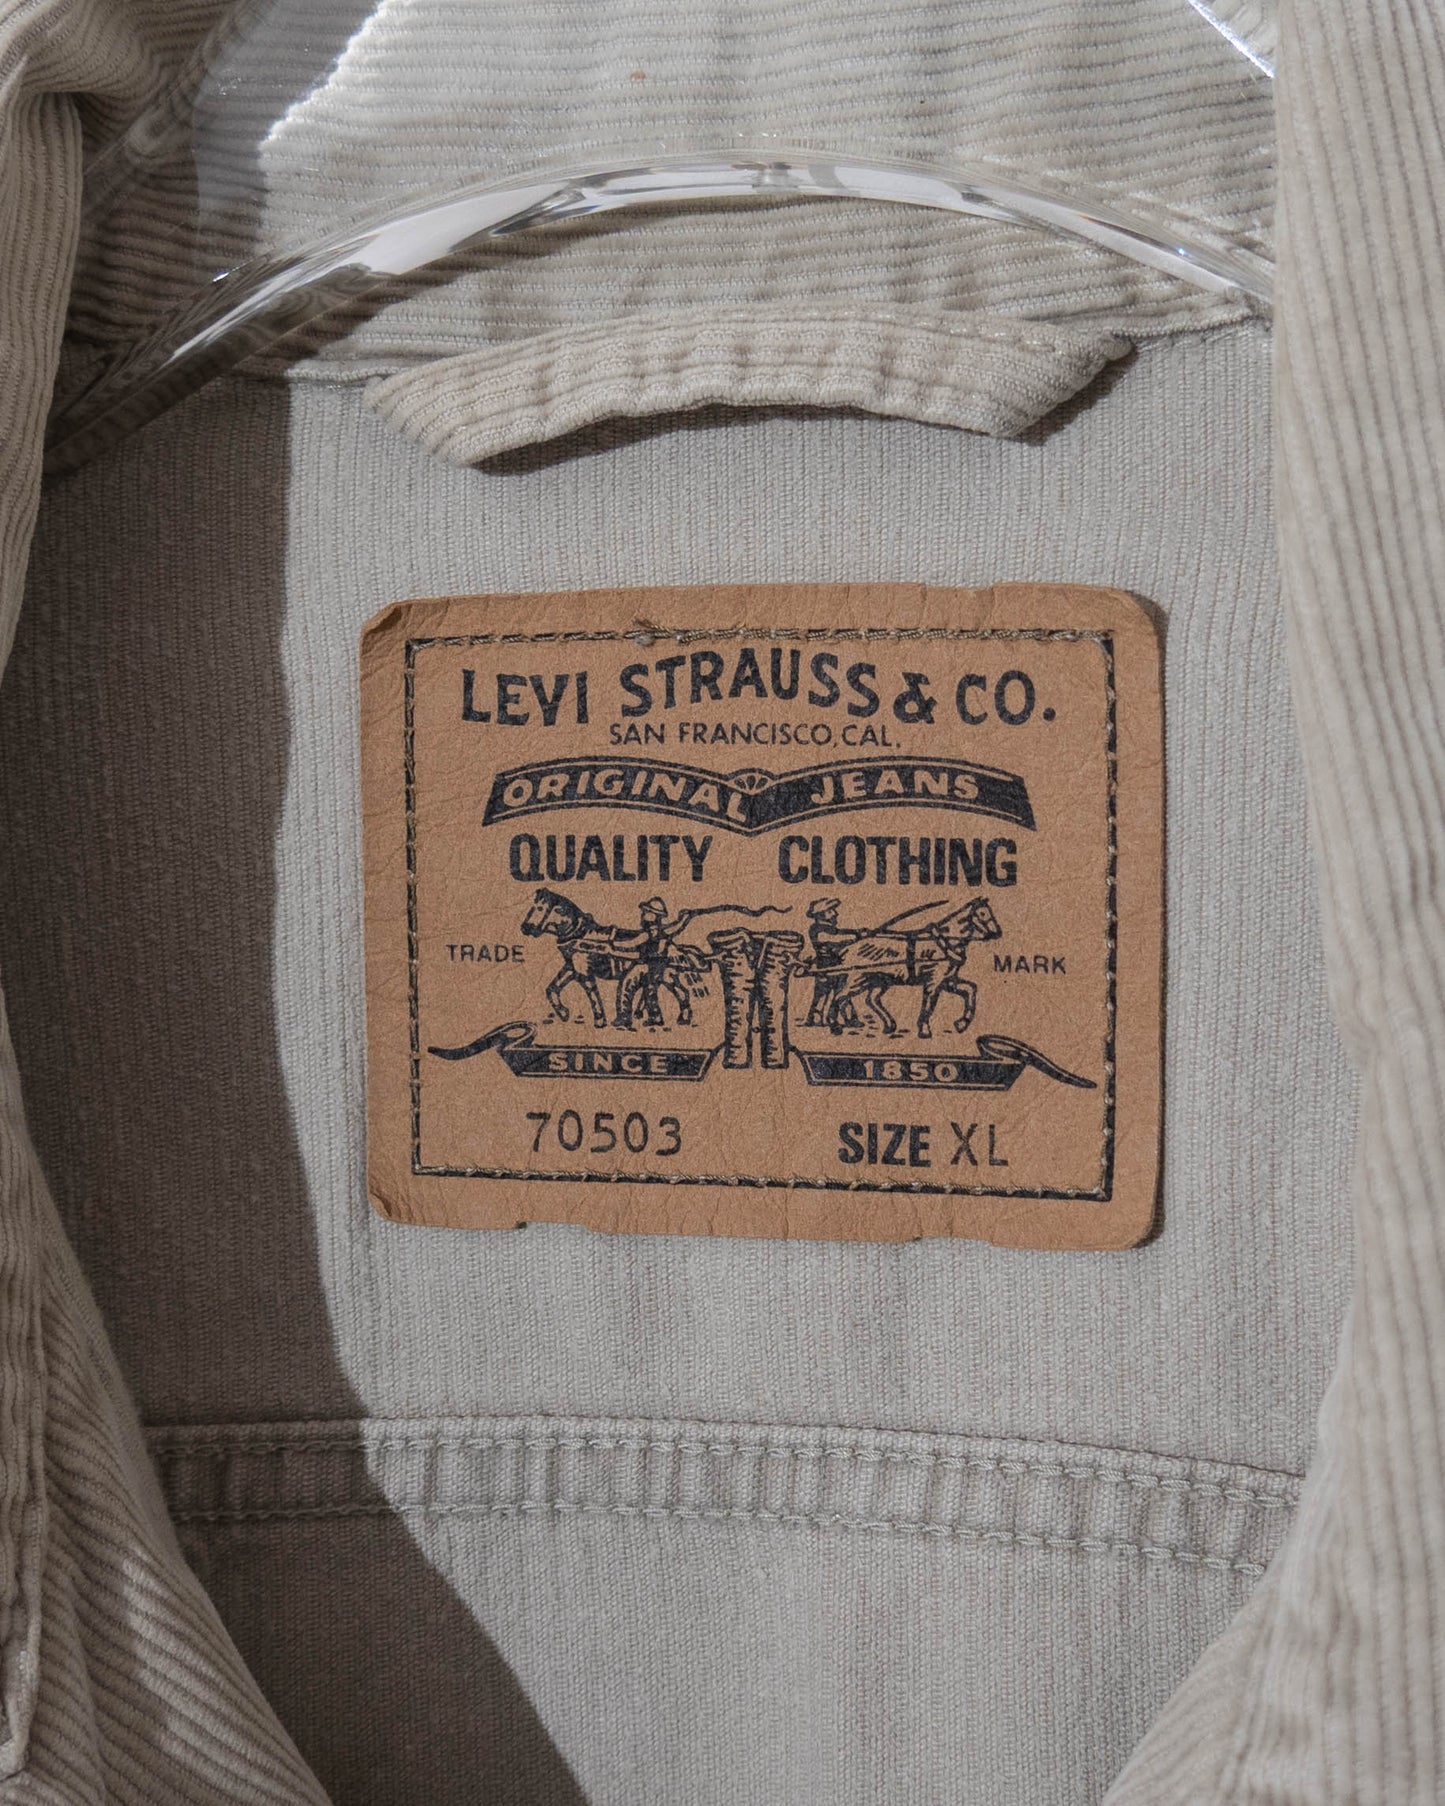 LEVI STRAUSS & CO.
SAN FRANCISCO, CAL.
ORIGINAL JEANS
QUALITY CLOTHING
TRADE MARK
SINCE 1850
70503 SIZE XL